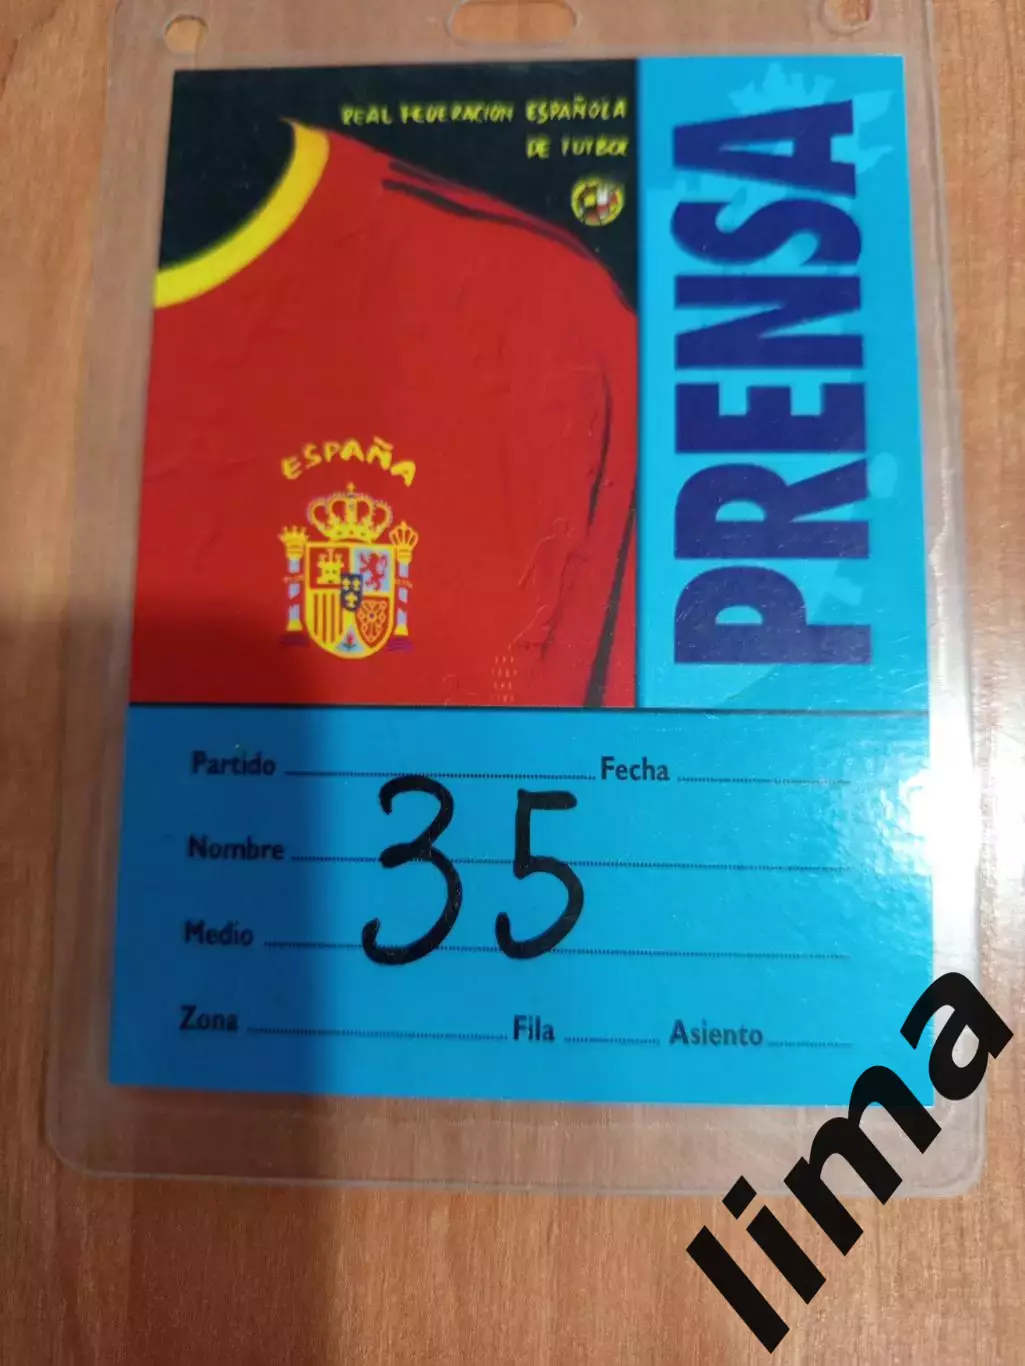 REAL FEDERACION ESPAÑOLA
DE FUTBOL
PRENSA
ESPAÑA
Partido Fecha
Nombre
35
Medio
Zona Fila Asiento
lima